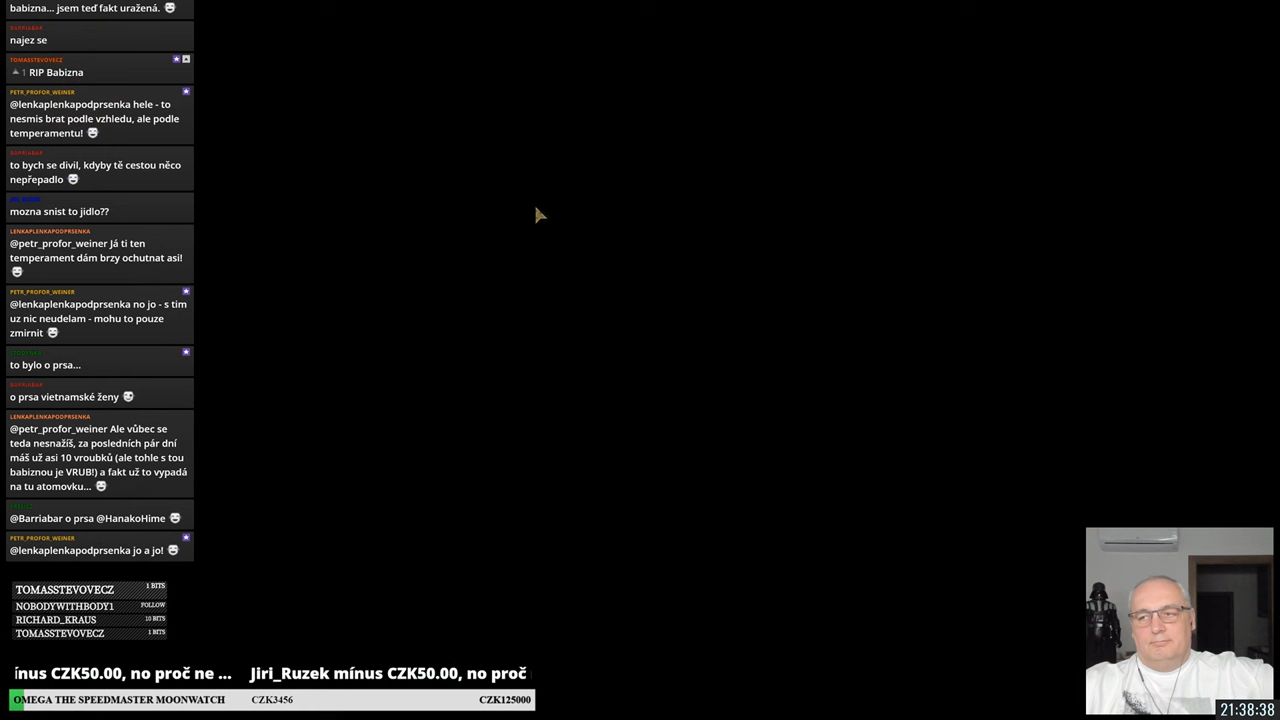 babizna... jsem teď fakt uražená.
BARRIABAR
najez se
TOMASSTEVOVECZ
1 RIP Babizna
PETR_PROFOR_WEINER
@lenkaplenkapodprsenka hele - to
nesmis brat podle vzhledu, ale podle
temperamentu!
BARRIABAR
to bych se divil, kdyby tě cestou něco
nepřepadlo
mozna snist to jidlo??
LENKAPLENKAPODPRSENKA
@petr_profor_weiner Já ti ten
temperament dám brzy ochutnat asi!
PETR_PROFOR_WEINER
@lenkaplenkapodprsenka no jo - s tim
uz nic neudelam - mohu to pouze
zmirnit
to bylo o prsa...
BARRIABAR
o prsa vietnamské ženy
LENKAPLENKAPODPRSENKA
@petr_profor_weiner Ale vůbec se
teda nesnažíš, za posledních pár dní
máš už asi 10 vroubků (ale tohle s tou
babiznou je VRUB!) a fakt už to vypadá
na tu atomovku...
@Barriabar o prsa @HanakoHime
PETR_PROFOR_WEINER
@lenkaplenkapodprsenka jo a jo!
TOMASSTEVOVECZ 1 BITS
NOBODYWITHBODY1 FOLLOW
RICHARD_KRAUS 10 BITS
TOMASSTEVOVECZ 1 BITS
ínus CZK50.00, no proč ne ... Jiri_Ruzek mínus CZK50.00, no proč
OMEGA THE SPEEDMASTER MOONWATCH CZK3456 CZK125000
21:38:38